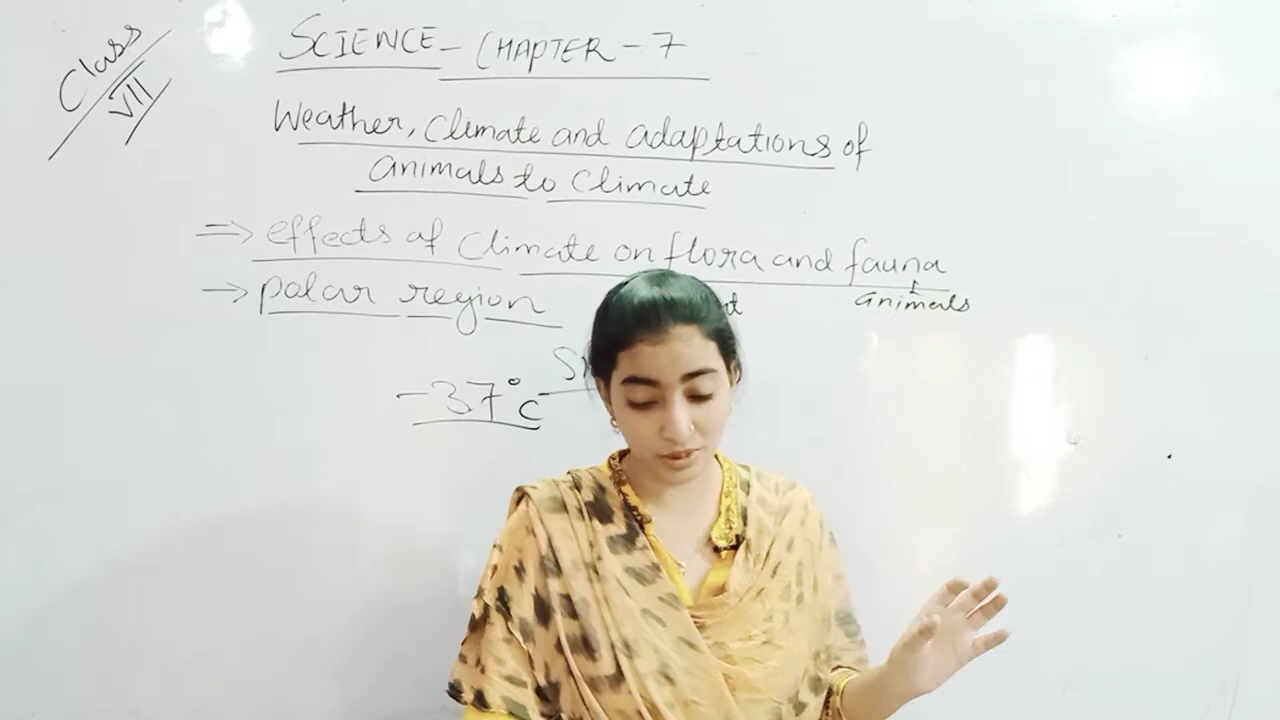 Class
VII
SCIENCE - CHAPTER - 7
Weather, Climate and adaptations of
animals to Climate
⇒ effects of Climate on flora and fauna
animals
→ polar region
-37°c